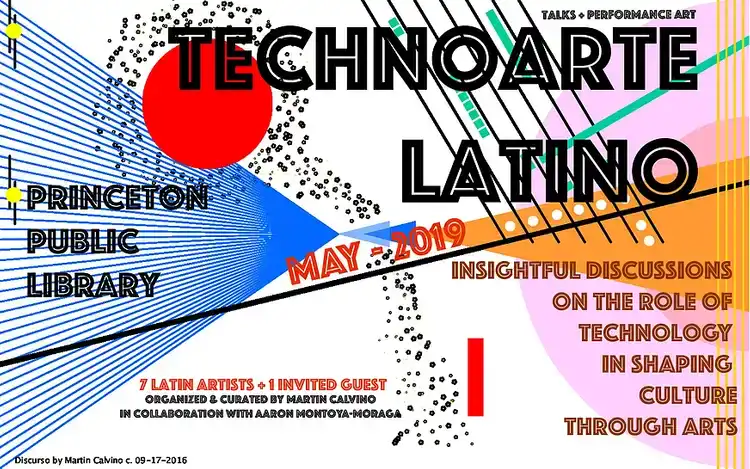 TALKS + PERFORMANCE ART
TECHNOARTE
LATINO
PRINCETON
PUBLIC
LIBRARY
MAY - 2019
INSIGHTFUL DISCUSSIONS
ON THE ROLE OF
TECHNOLOGY
IN SHAPING
CULTURE
THROUGH ARTS
7 LATIN ARTISTS + 1 INVITED GUEST
ORGANIZED & CURATED BY MARTIN CALVINO
IN COLLABORATION WITH AARON MONTOYA-MORAGA
Discurso by Martin Calvino c. 09-17-2016